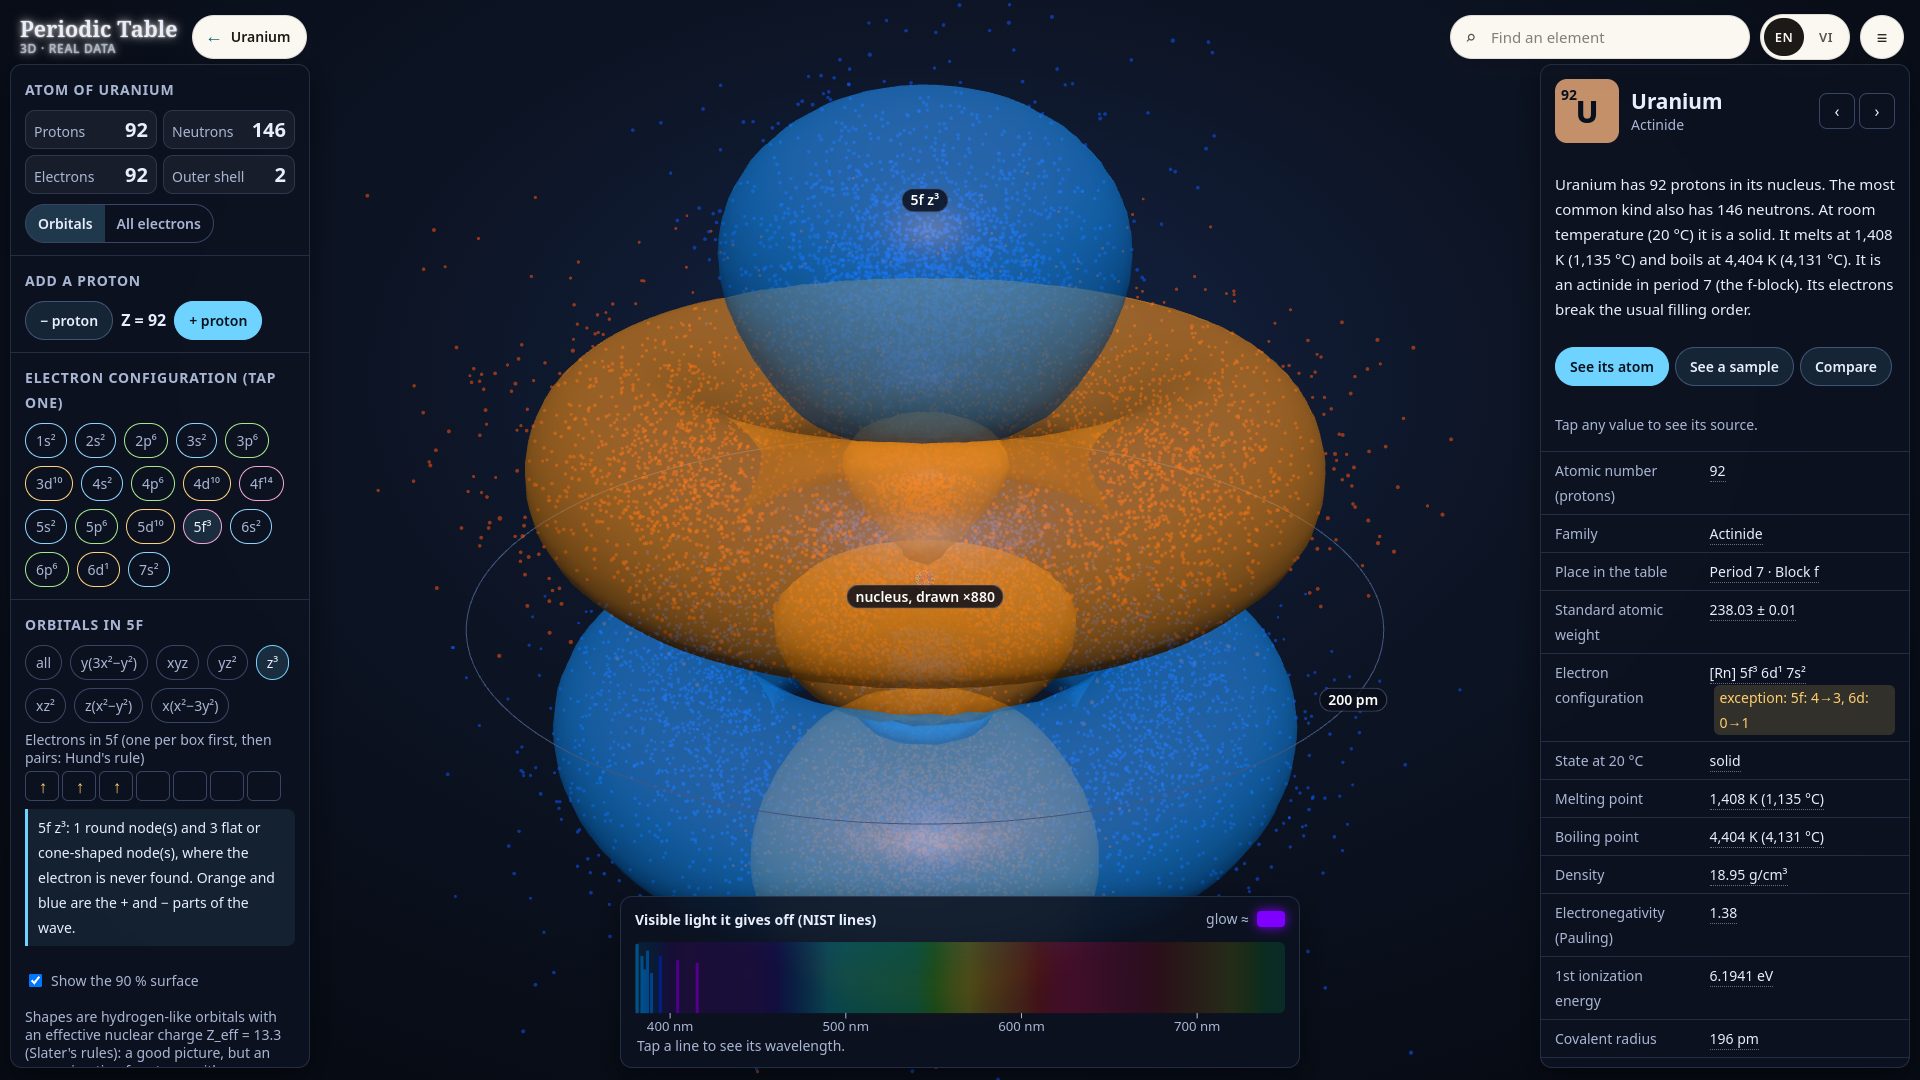 Periodic Table
3D · REAL DATA
← Uranium
Find an element
EN VI
≡
ATOM OF URANIUM
Protons 92
Neutrons 146
Electrons 92
Outer shell 2
Orbitals All electrons
ADD A PROTON
− proton Z = 92 + proton
ELECTRON CONFIGURATION (TAP
ONE)
1s² 2s² 2p⁶ 3s² 3p⁶
3d¹⁰ 4s² 4p⁶ 4d¹⁰ 4f¹⁴
5s² 5p⁶ 5d¹⁰ 5f³ 6s²
6p⁶ 6d¹ 7s²
ORBITALS IN 5F
all y(3x²−y²) xyz yz² z³
xz² z(x²−y²) x(x²−3y²)
Electrons in 5f (one per box first, then
pairs: Hund's rule)
↑ ↑ ↑
5f z³: 1 round node(s) and 3 flat or
cone-shaped node(s), where the
electron is never found. Orange and
blue are the + and − parts of the
wave.
Show the 90 % surface
Shapes are hydrogen-like orbitals with
an effective nuclear charge Z_eff = 13.3
(Slater's rules): a good picture, but an
5f z³
nucleus, drawn ×880
200 pm
Visible light it gives off (NIST lines)
glow ≈
400 nm 500 nm 600 nm 700 nm
Tap a line to see its wavelength.
92
U
Uranium
Actinide
‹ ›
Uranium has 92 protons in its nucleus. The most
common kind also has 146 neutrons. At room
temperature (20 °C) it is a solid. It melts at 1,408
K (1,135 °C) and boils at 4,404 K (4,131 °C). It is
an actinide in period 7 (the f-block). Its electrons
break the usual filling order.
See its atom See a sample Compare
Tap any value to see its source.
Atomic number
(protons)
92
Family Actinide
Place in the table Period 7 · Block f
Standard atomic
weight
238.03 ± 0.01
Electron
configuration
[Rn] 5f³ 6d¹ 7s²
exception: 5f: 4→3, 6d:
0→1
State at 20 °C solid
Melting point 1,408 K (1,135 °C)
Boiling point 4,404 K (4,131 °C)
Density 18.95 g/cm³
Electronegativity
(Pauling)
1.38
1st ionization
energy
6.1941 eV
Covalent radius 196 pm